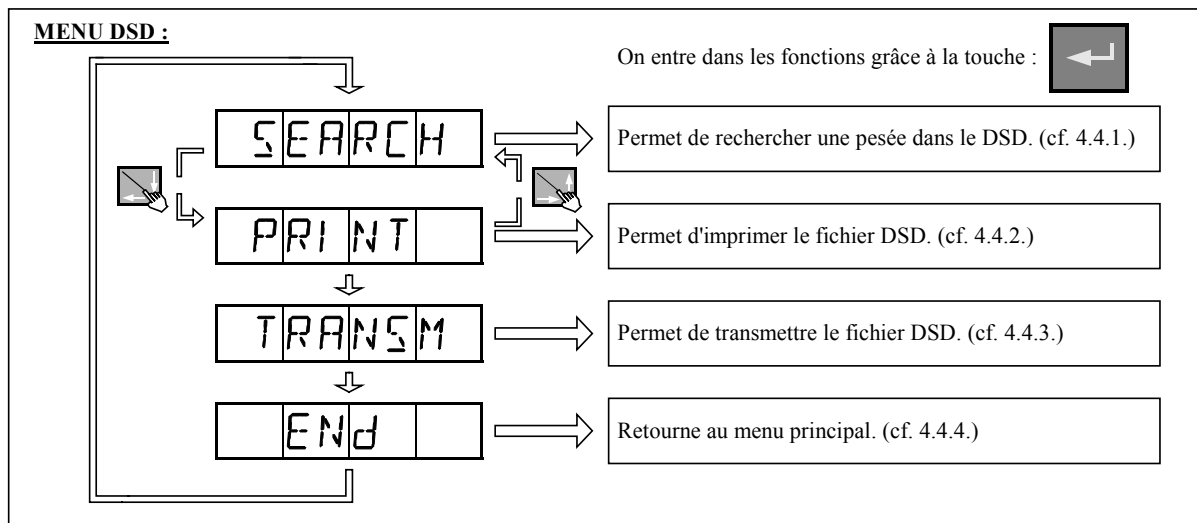 MENU DSD :
On entre dans les fonctions grâce à la touche :
SEARCH
Permet de rechercher une pesée dans le DSD. (cf. 4.4.1.)
PRINT
Permet d'imprimer le fichier DSD. (cf. 4.4.2.)
TRANSM
Permet de transmettre le fichier DSD. (cf. 4.4.3.)
ENd
Retourne au menu principal. (cf. 4.4.4.)